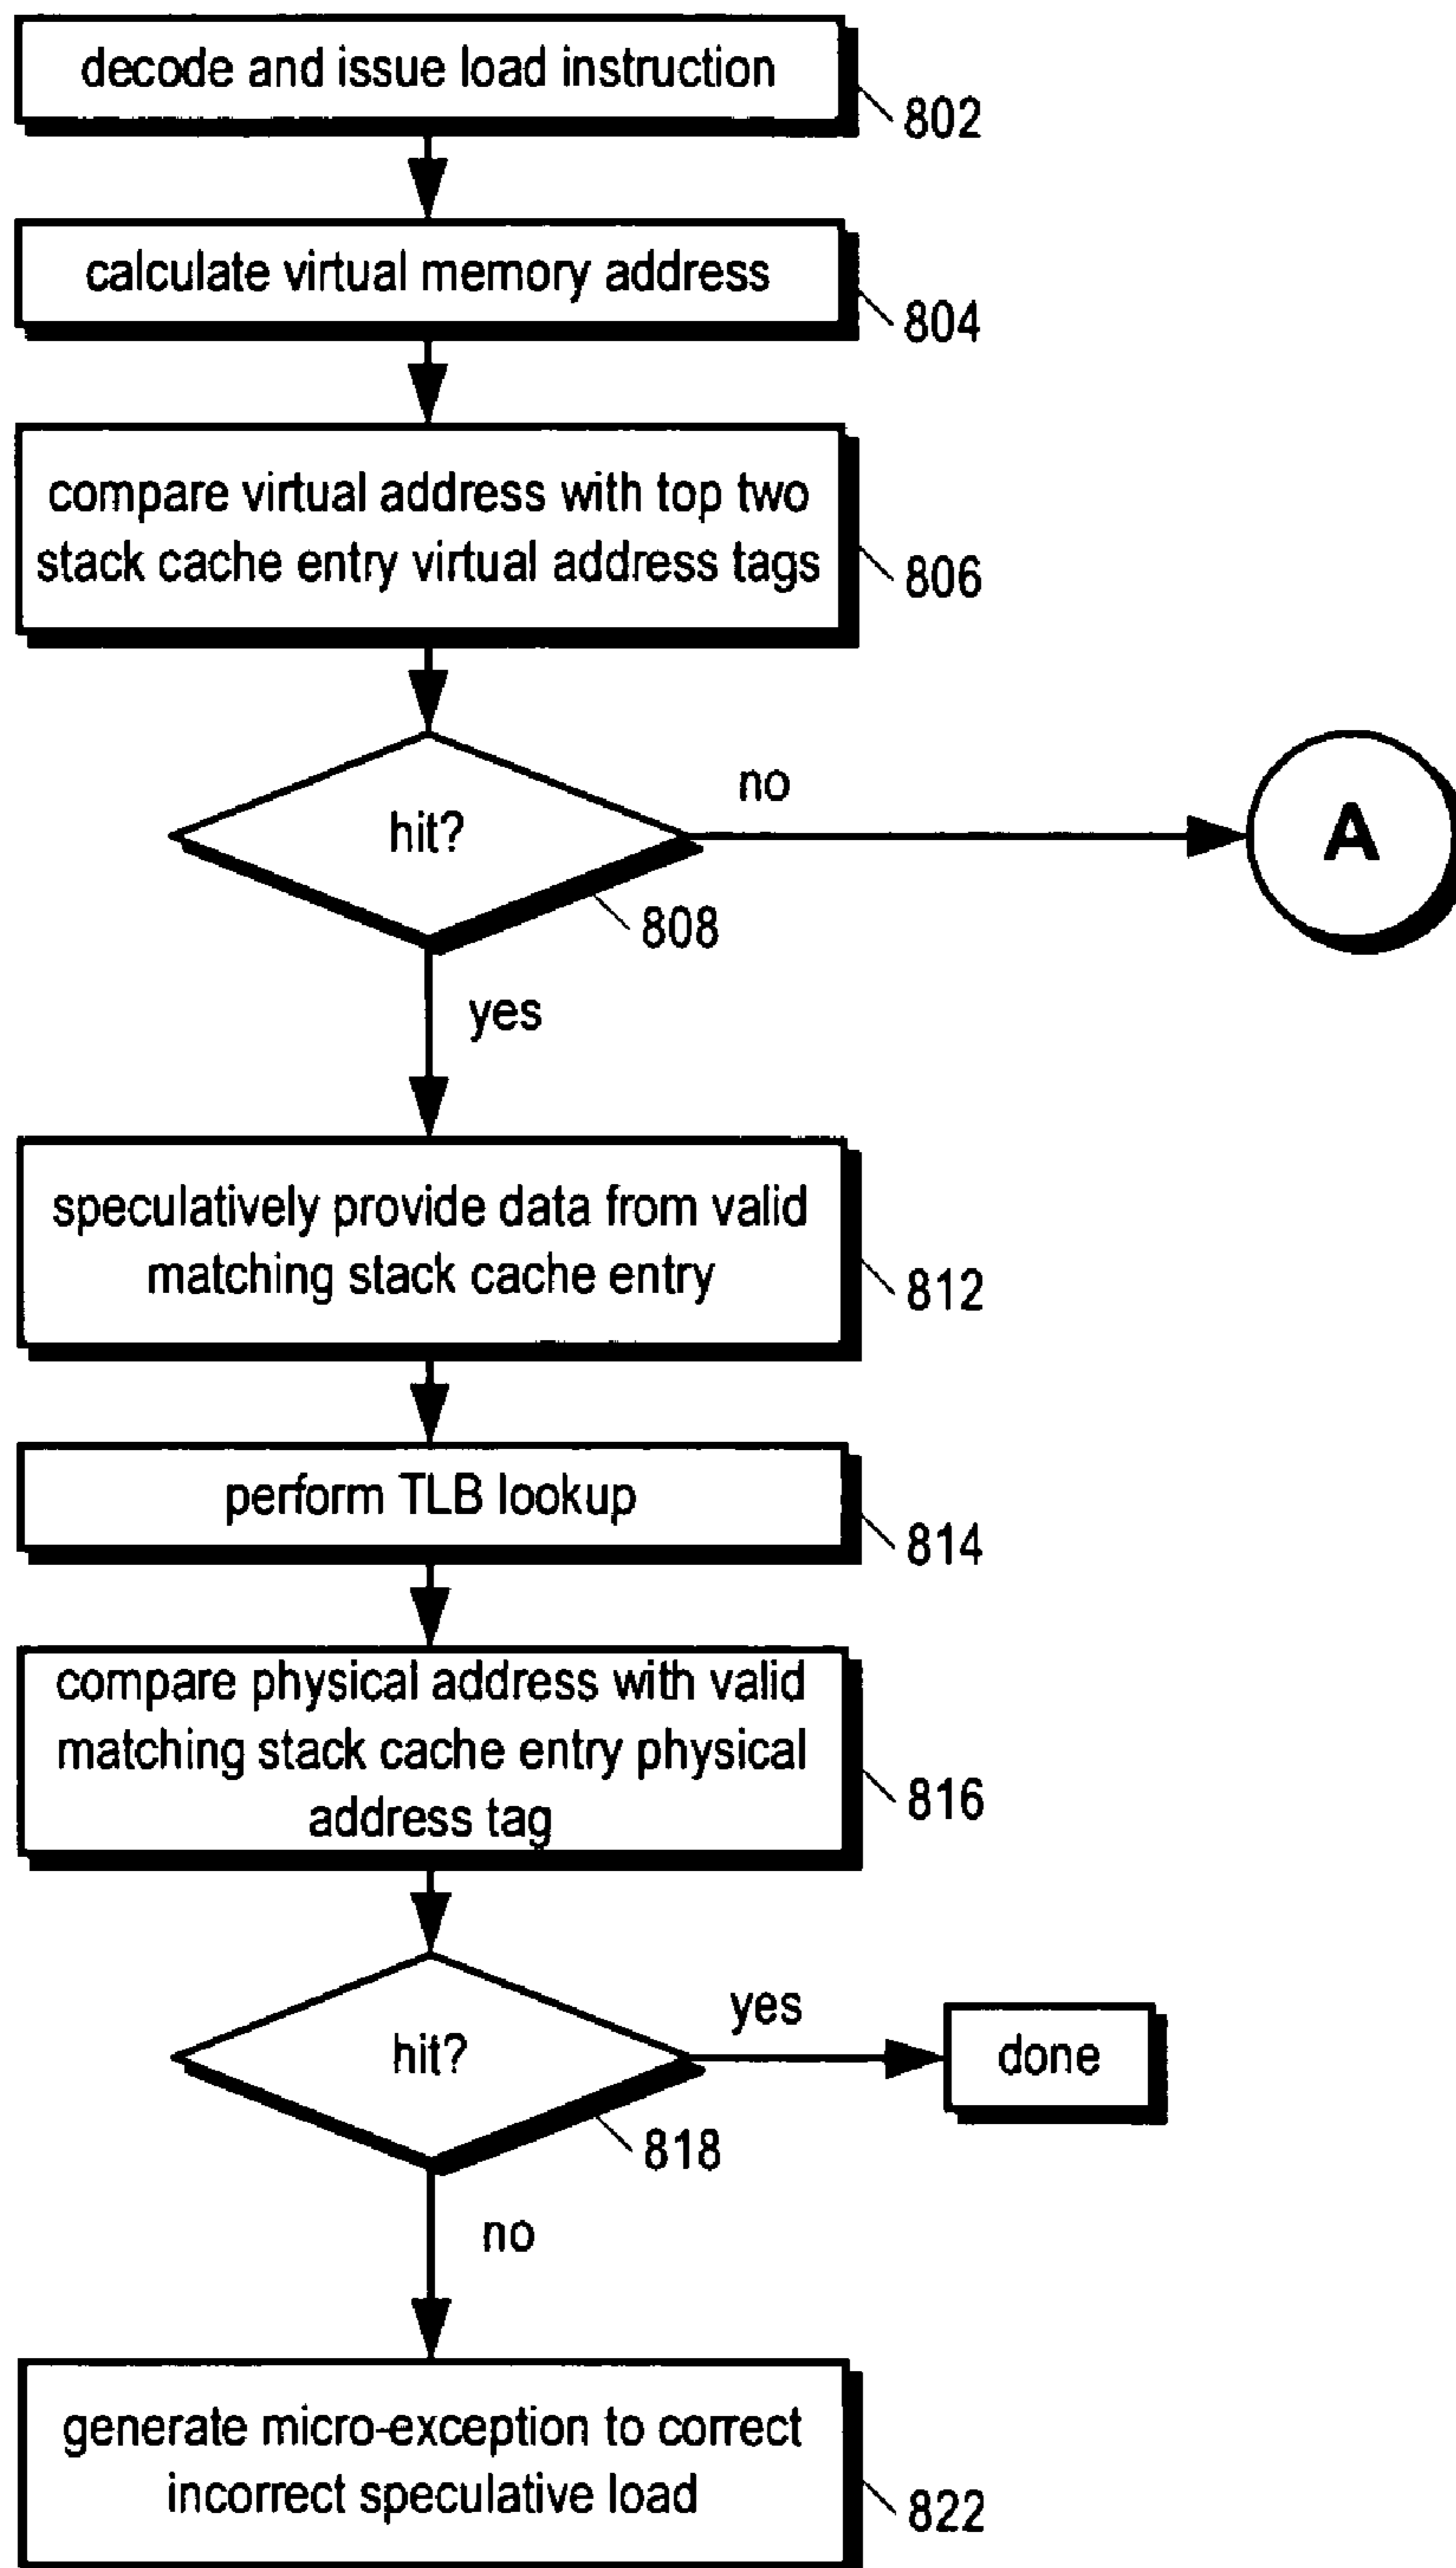 decode and issue load instruction
802
calculate virtual memory address
804
compare virtual address with top two
stack cache entry virtual address tags
806
hit?
no
A
808
yes
speculatively provide data from valid
matching stack cache entry
812
perform TLB lookup
814
compare physical address with valid
matching stack cache entry physical
address tag
816
hit?
yes
done
818
no
generate micro-exception to correct
incorrect speculative load
822